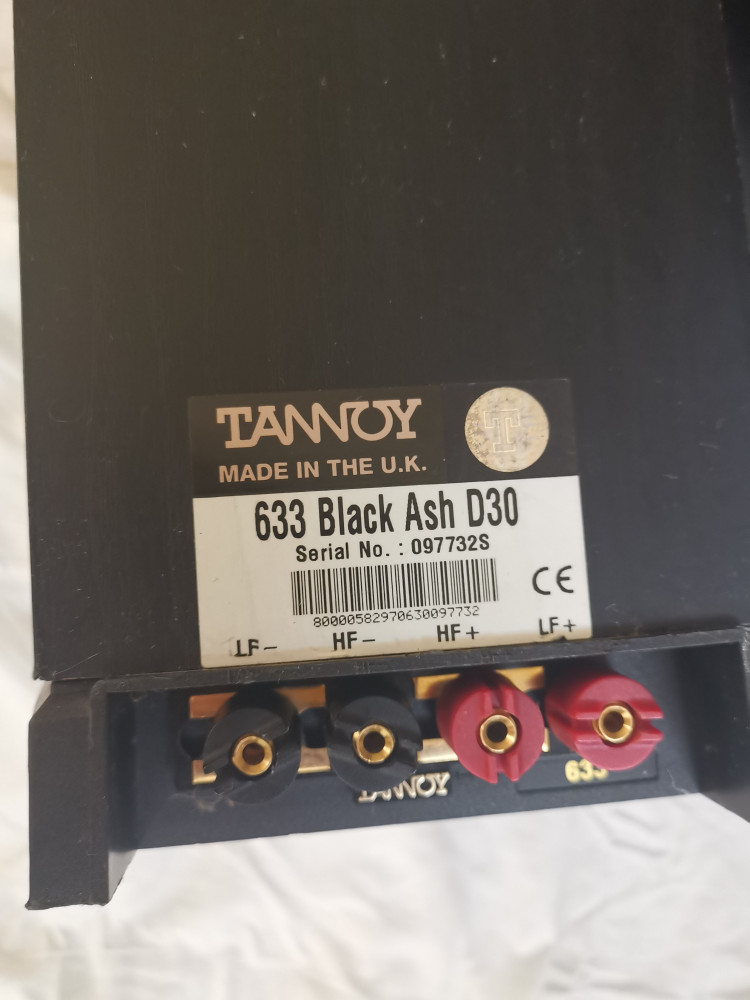 TANNOY
T
MADE IN THE U.K.
633 Black Ash D30
Serial No. : 097732S
CE
80000582970630097732
LF- HF- HF+ LF+
TANNOY
633